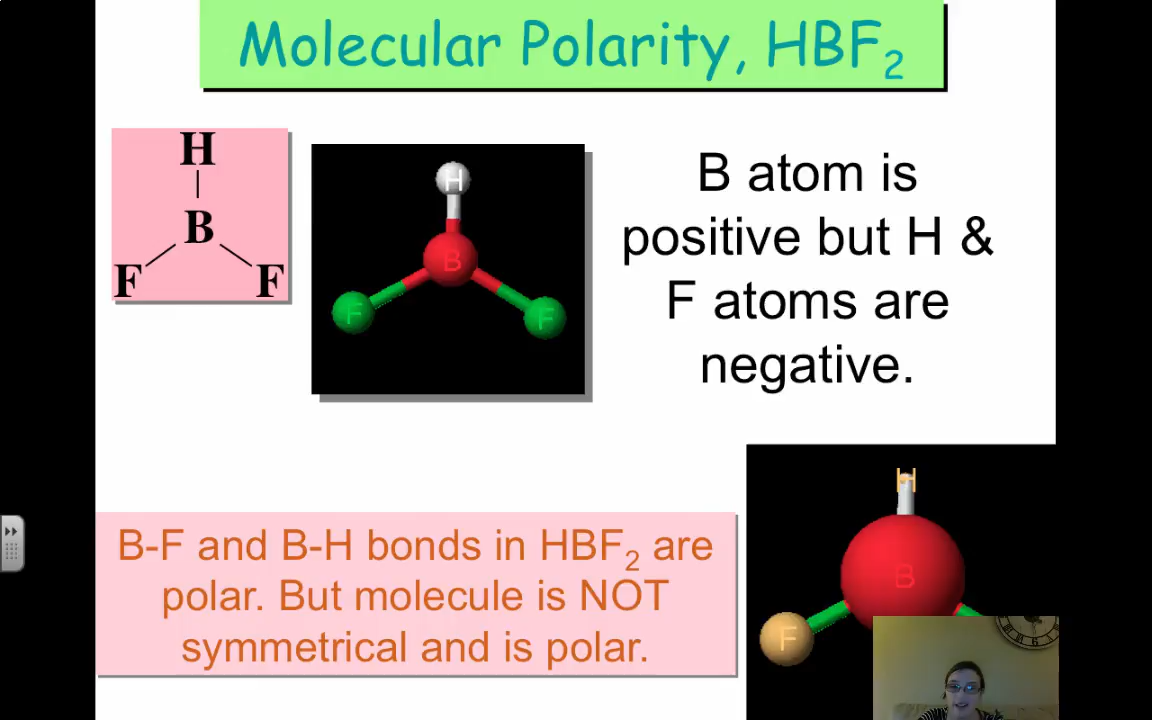 Molecular Polarity, HBF₂
H
B
F F
H
B
F F
B atom is
positive but H &
F atoms are
negative.
B-F and B-H bonds in HBF₂ are
polar. But molecule is NOT
symmetrical and is polar.
H
B
F